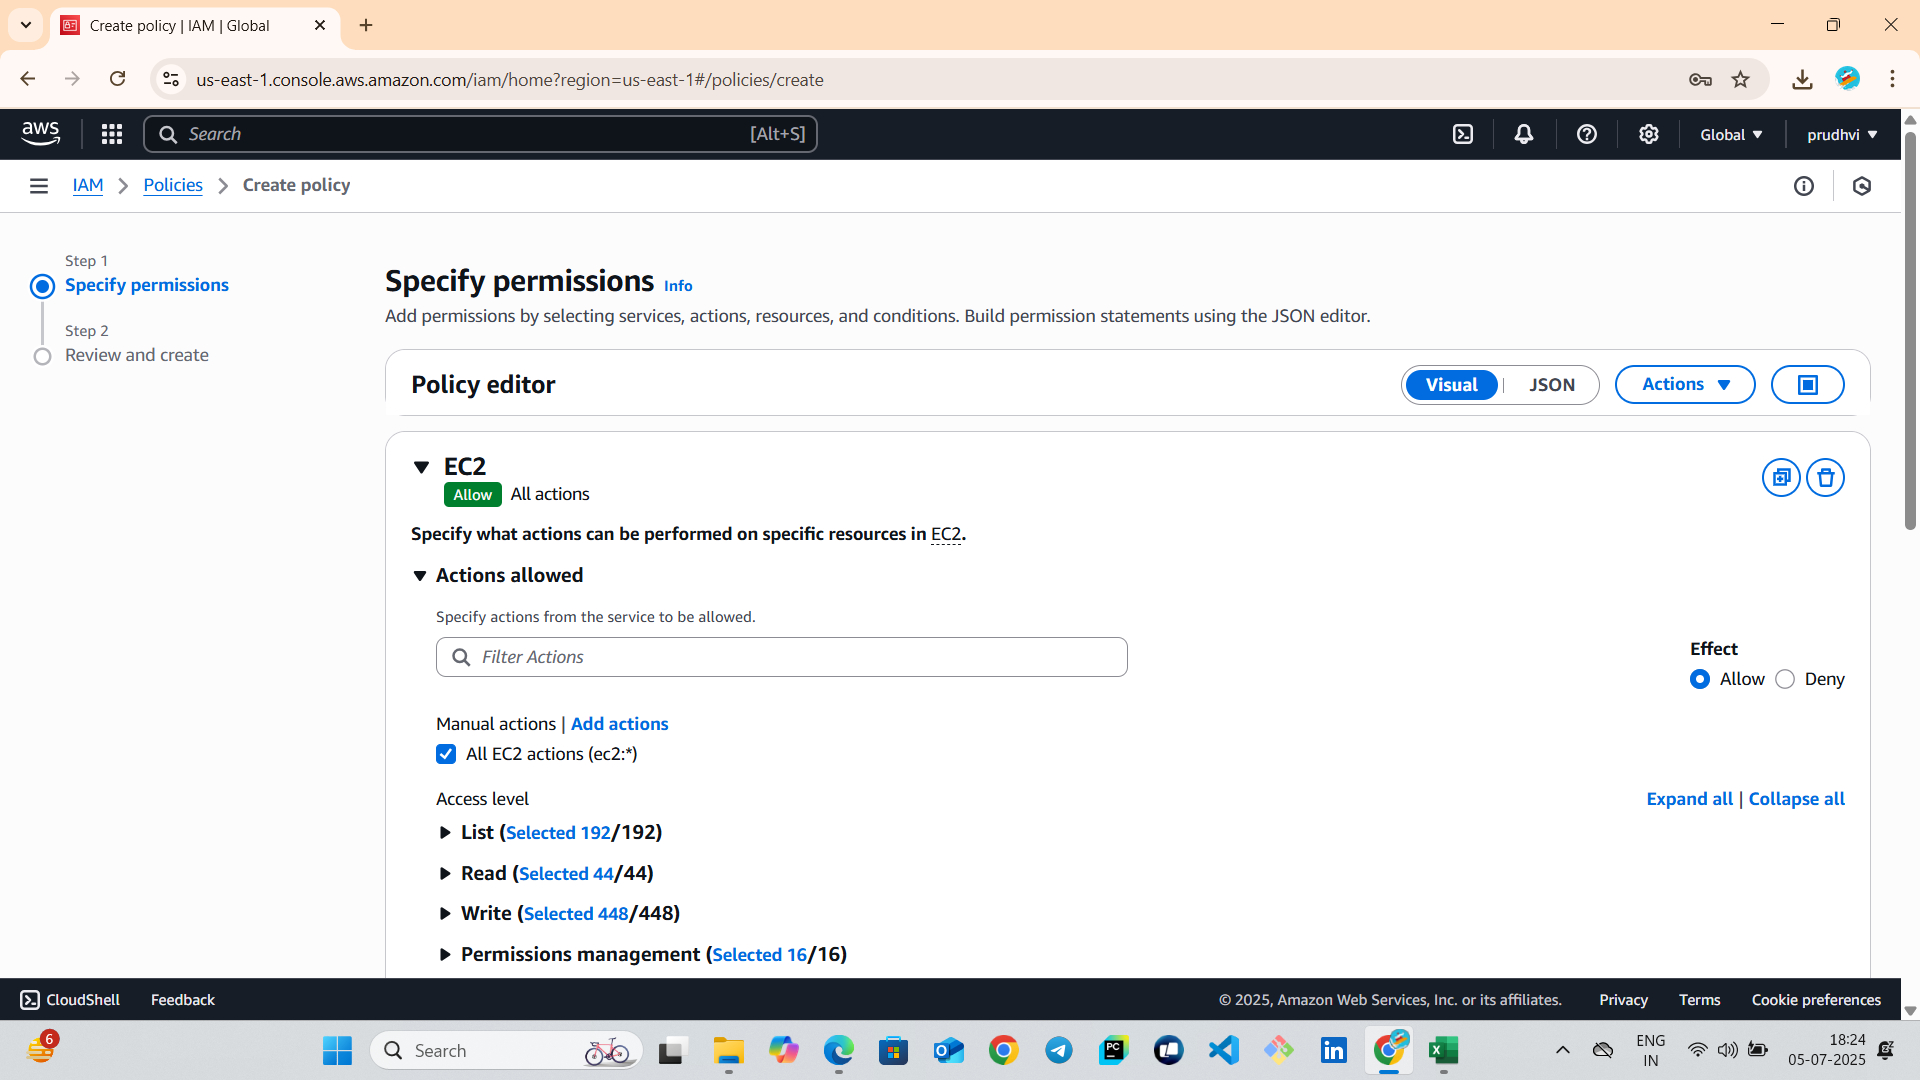 Create policy | IAM | Global
us-east-1.console.aws.amazon.com/iam/home?region=us-east-1#/policies/create
aws
Search
[Alt+S]
Global
prudhvi
IAM
Policies
Create policy
Step 1
Specify permissions
Step 2
Review and create
Specify permissions Info
Add permissions by selecting services, actions, resources, and conditions. Build permission statements using the JSON editor.
Policy editor
Visual
JSON
Actions
EC2
Allow All actions
Specify what actions can be performed on specific resources in EC2.
Actions allowed
Specify actions from the service to be allowed.
Filter Actions
Effect
Allow
Deny
Manual actions | Add actions
All EC2 actions (ec2:*)
Access level
Expand all | Collapse all
List (Selected 192/192)
Read (Selected 44/44)
Write (Selected 448/448)
Permissions management (Selected 16/16)
CloudShell
Feedback
© 2025, Amazon Web Services, Inc. or its affiliates.
Privacy
Terms
Cookie preferences
6
Search
PC
in
X
ENG
IN
18:24
05-07-2025